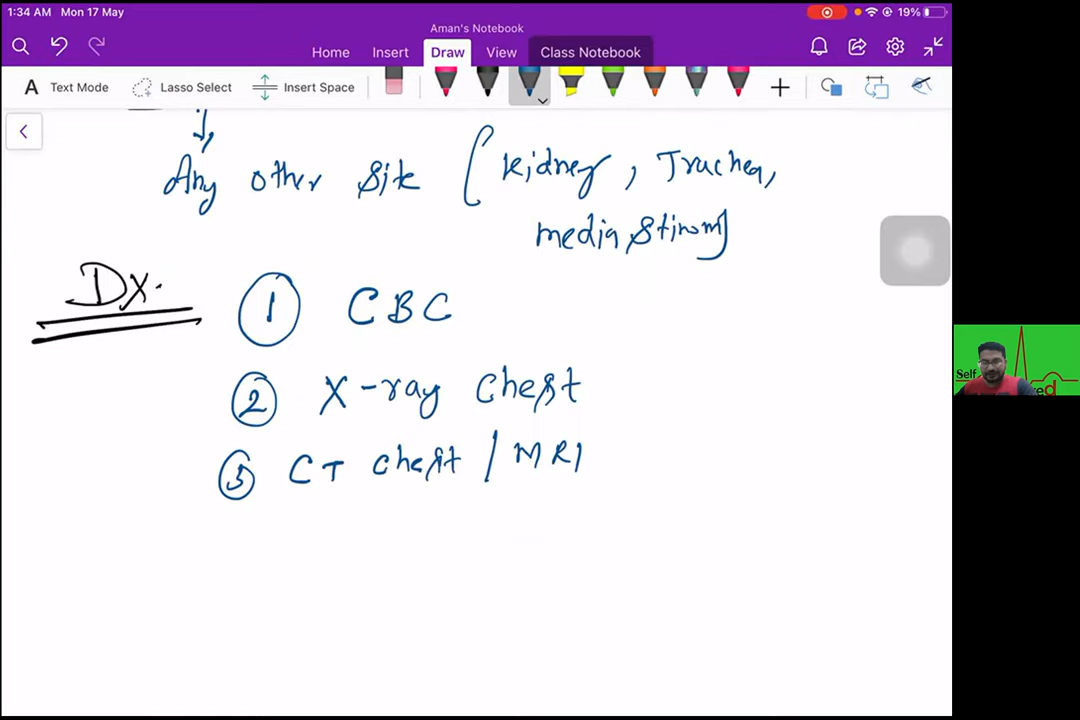 1:34 AM Mon 17 May
19%
Aman's Notebook
Home Insert Draw View Class Notebook
A Text Mode Lasso Select Insert Space
Any other site (kidney, Trachea,
mediastinum)
Dx.
1 CBC
2 X-ray chest
3 CT chest / MRI
Self